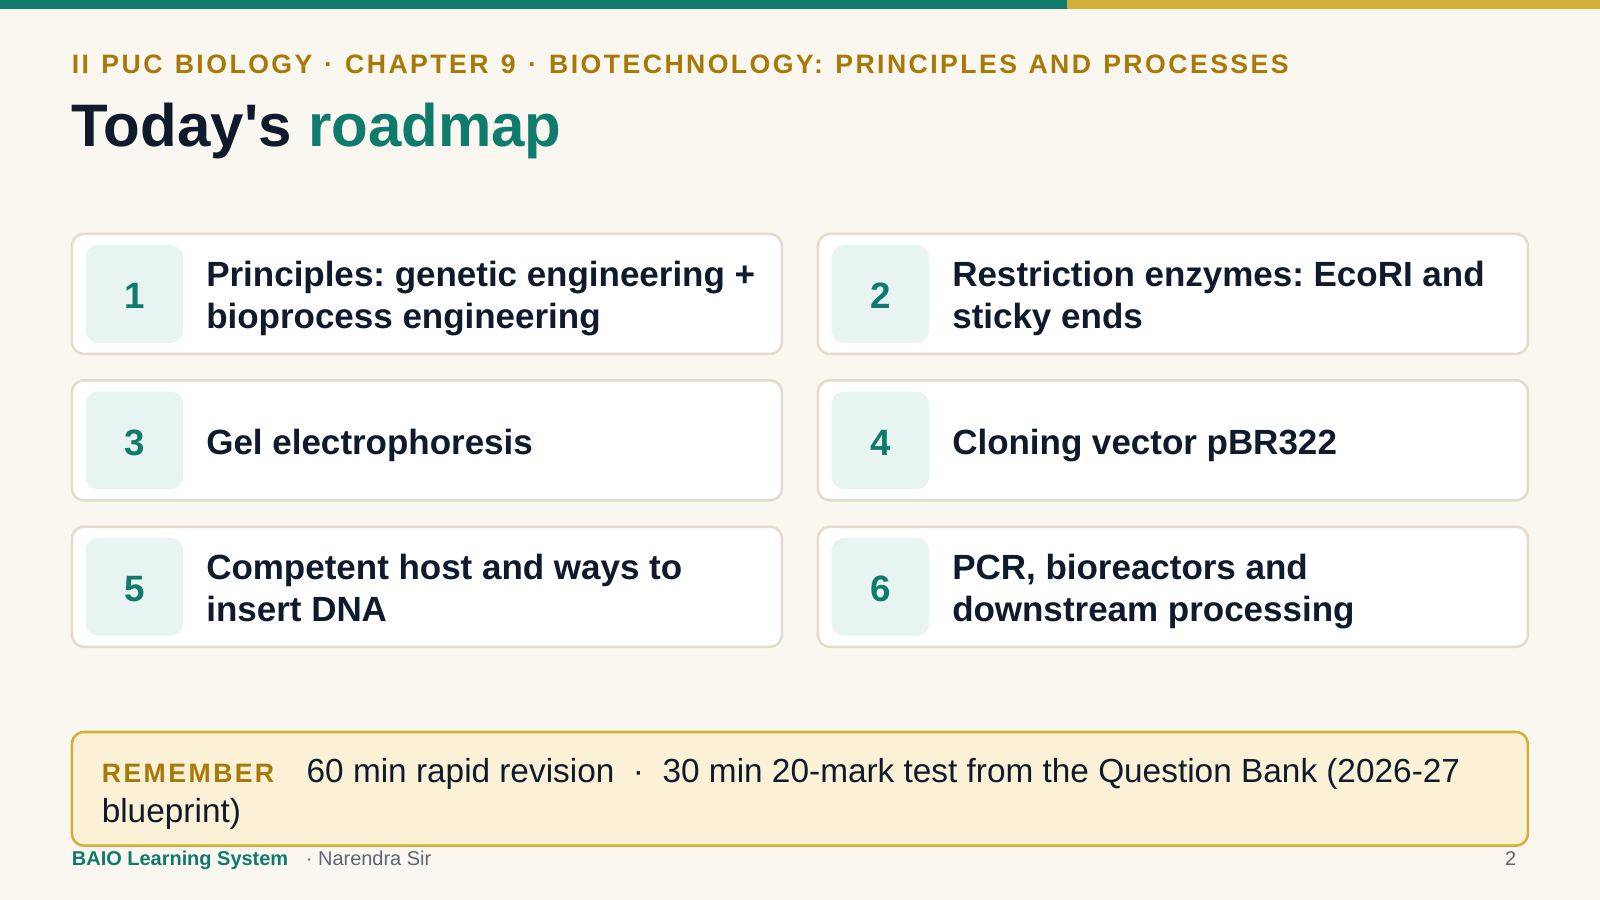 II PUC BIOLOGY · CHAPTER 9 · BIOTECHNOLOGY: PRINCIPLES AND PROCESSES
Today's roadmap
1
Principles: genetic engineering +
bioprocess engineering
2
Restriction enzymes: EcoRI and
sticky ends
3
Gel electrophoresis
4
Cloning vector pBR322
5
Competent host and ways to
insert DNA
6
PCR, bioreactors and
downstream processing
REMEMBER 60 min rapid revision · 30 min 20-mark test from the Question Bank (2026-27
blueprint)
BAIO Learning System · Narendra Sir
2